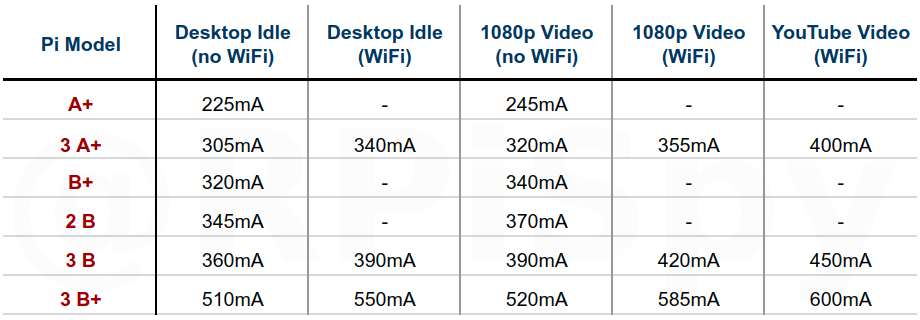 Pi Model Desktop Idle (no WiFi) Desktop Idle (WiFi) 1080p Video (no WiFi) 1080p Video (WiFi) YouTube Video (WiFi)
A+ 225mA - 245mA - -
3 A+ 305mA 340mA 320mA 355mA 400mA
B+ 320mA - 340mA - -
2 B 345mA - 370mA - -
3 B 360mA 390mA 390mA 420mA 450mA
3 B+ 510mA 550mA 520mA 585mA 600mA
@RPiSpy